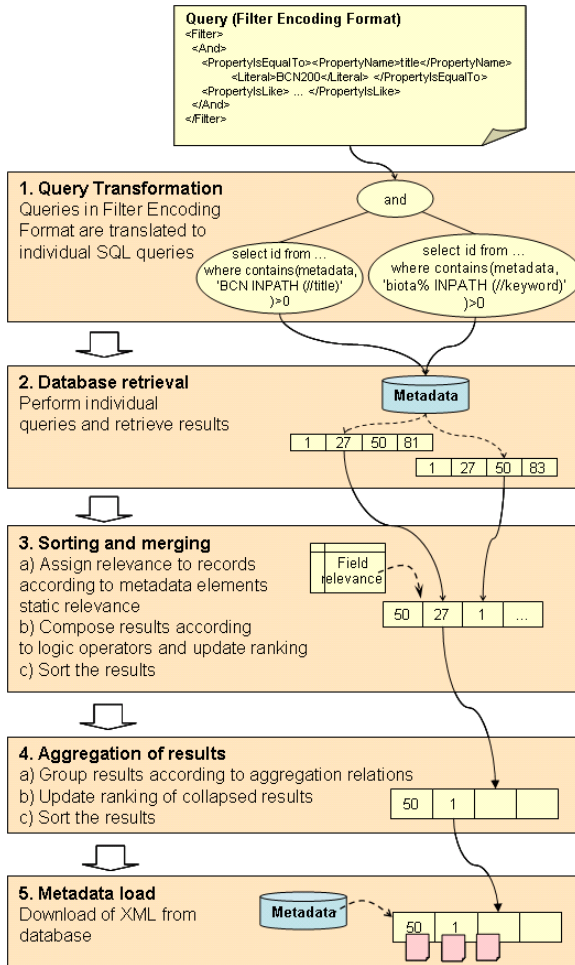 Query (Filter Encoding Format)
<Filter>
<And>
<PropertyIsEqualTo><PropertyName>title</PropertyName>
<Literal>BCN200</Literal> </PropertyIsEqualTo>
<PropertyIsLike> ... </PropertyIsLike>
</And>
</Filter>
1. Query Transformation
Queries in Filter Encoding
Format are translated to
individual SQL queries
and
select id from ...
where contains(metadata,
'BCN INPATH (//title)'
)>0
select id from ...
where contains(metadata,
'biota% INPATH (//keyword)'
)>0
2. Database retrieval
Perform individual
queries and retrieve results
Metadata
1 27 50 81
1 27 50 83
3. Sorting and merging
a) Assign relevance to records
according to metadata elements
static relevance
b) Compose results according
to logic operators and update ranking
c) Sort the results
Field
relevance
50 27 1 ...
4. Aggregation of results
a) Group results according to aggregation relations
b) Update ranking of collapsed results
c) Sort the results
50 1
5. Metadata load
Download of XML from
database
Metadata
50 1